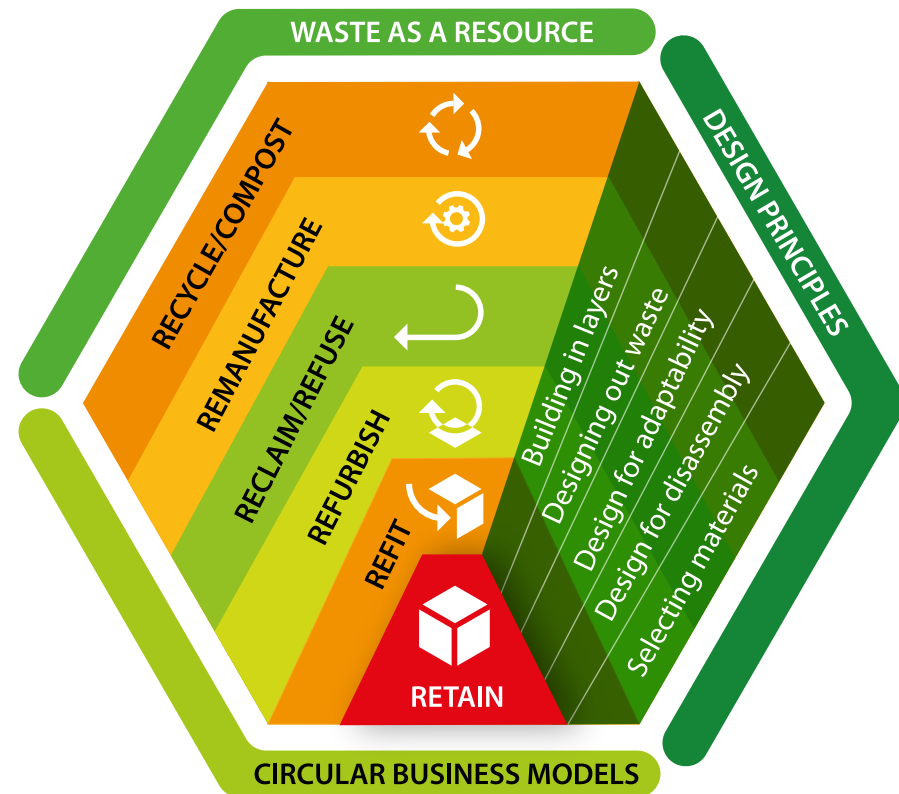 WASTE AS A RESOURCE
DESIGN PRINCIPLES
RECYCLE/COMPOST
REMANUFACTURE
RECLAIM/REFUSE
REFURBISH
REFIT
RETAIN
Building in layers
Designing out waste
Design for adaptability
Design for disassembly
Selecting materials
CIRCULAR BUSINESS MODELS